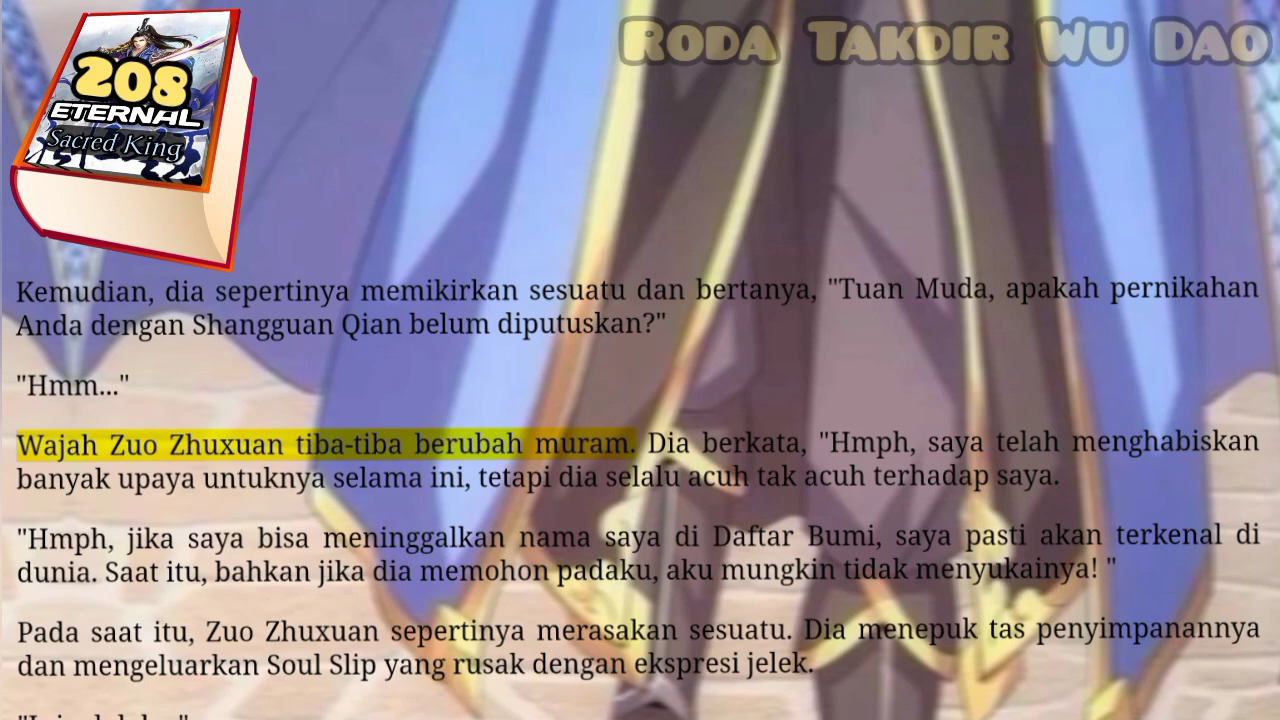 RODA TAKDIR WU DAO
208
ETERNAL
Sacred King
Kemudian, dia sepertinya memikirkan sesuatu dan bertanya, "Tuan Muda, apakah pernikahan
Anda dengan Shangguan Qian belum diputuskan?"
"Hmm..."
Wajah Zuo Zhuxuan tiba-tiba berubah muram. Dia berkata, "Hmph, saya telah menghabiskan
banyak upaya untuknya selama ini, tetapi dia selalu acuh tak acuh terhadap saya.
"Hmph, jika saya bisa meninggalkan nama saya di Daftar Bumi, saya pasti akan terkenal di
dunia. Saat itu, bahkan jika dia memohon padaku, aku mungkin tidak menyukainya! "
Pada saat itu, Zuo Zhuxuan sepertinya merasakan sesuatu. Dia menepuk tas penyimpanannya
dan mengeluarkan Soul Slip yang rusak dengan ekspresi jelek.